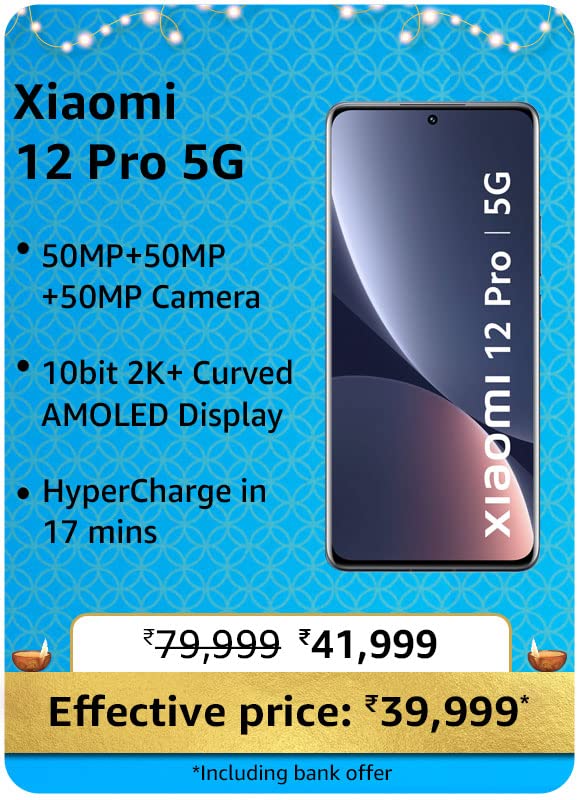 Xiaomi
12 Pro 5G
• 50MP+50MP
+50MP Camera
• 10bit 2K+ Curved
AMOLED Display
• HyperCharge in
17 mins
xiaomi 12 Pro | 5G
₹79,999 ₹41,999
Effective price: ₹39,999*
*Including bank offer